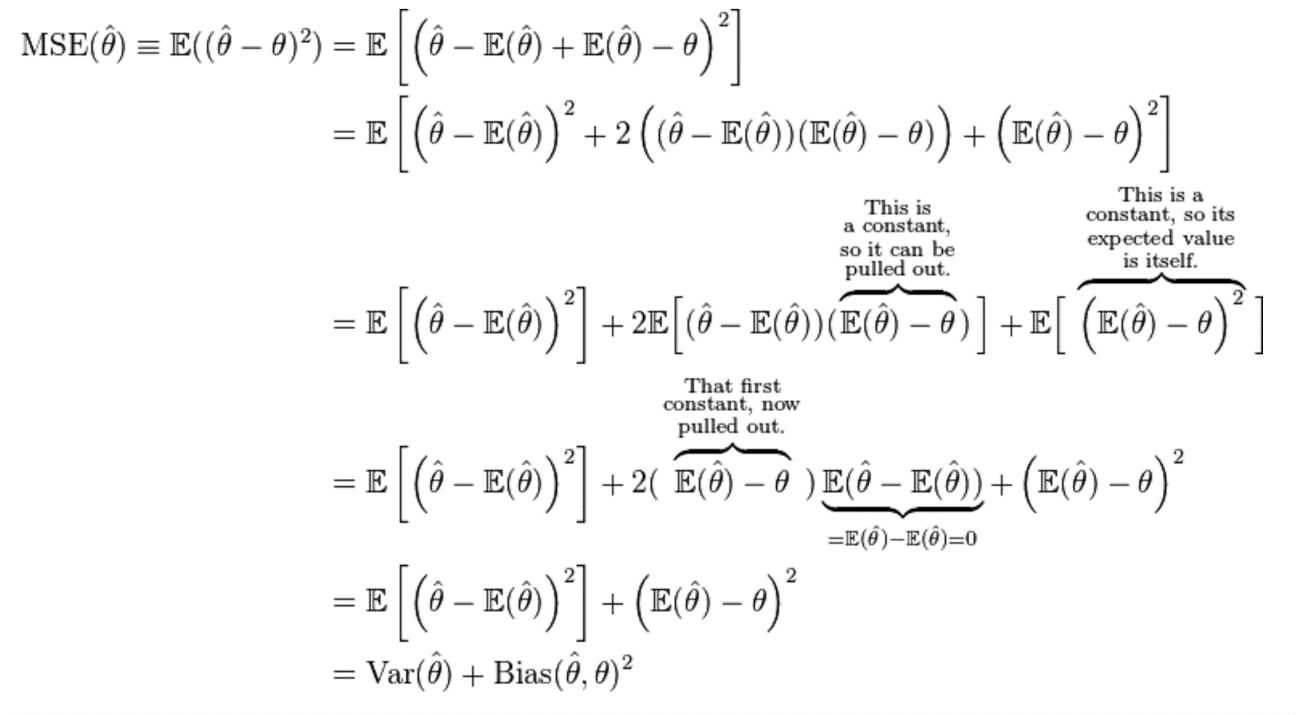 MSE(θ̂) ≡ 𝔼((θ̂ − θ)²) = 𝔼[(θ̂ − 𝔼(θ̂) + 𝔼(θ̂) − θ)²]
= 𝔼[(θ̂ − 𝔼(θ̂))² + 2((θ̂ − 𝔼(θ̂))(𝔼(θ̂) − θ)) + (𝔼(θ̂) − θ)²]
This is
a constant,
so it can be
pulled out.
This is a
constant, so its
expected value
is itself.
= 𝔼[(θ̂ − 𝔼(θ̂))²] + 2𝔼[(θ̂ − 𝔼(θ̂))(𝔼(θ̂) − θ)] + 𝔼[(𝔼(θ̂) − θ)²]
That first
constant, now
pulled out.
= 𝔼[(θ̂ − 𝔼(θ̂))²] + 2(𝔼(θ̂) − θ)𝔼(θ̂ − 𝔼(θ̂)) + (𝔼(θ̂) − θ)²
=𝔼(θ̂)−𝔼(θ̂)=0
= 𝔼[(θ̂ − 𝔼(θ̂))²] + (𝔼(θ̂) − θ)²
= Var(θ̂) + Bias(θ̂, θ)²